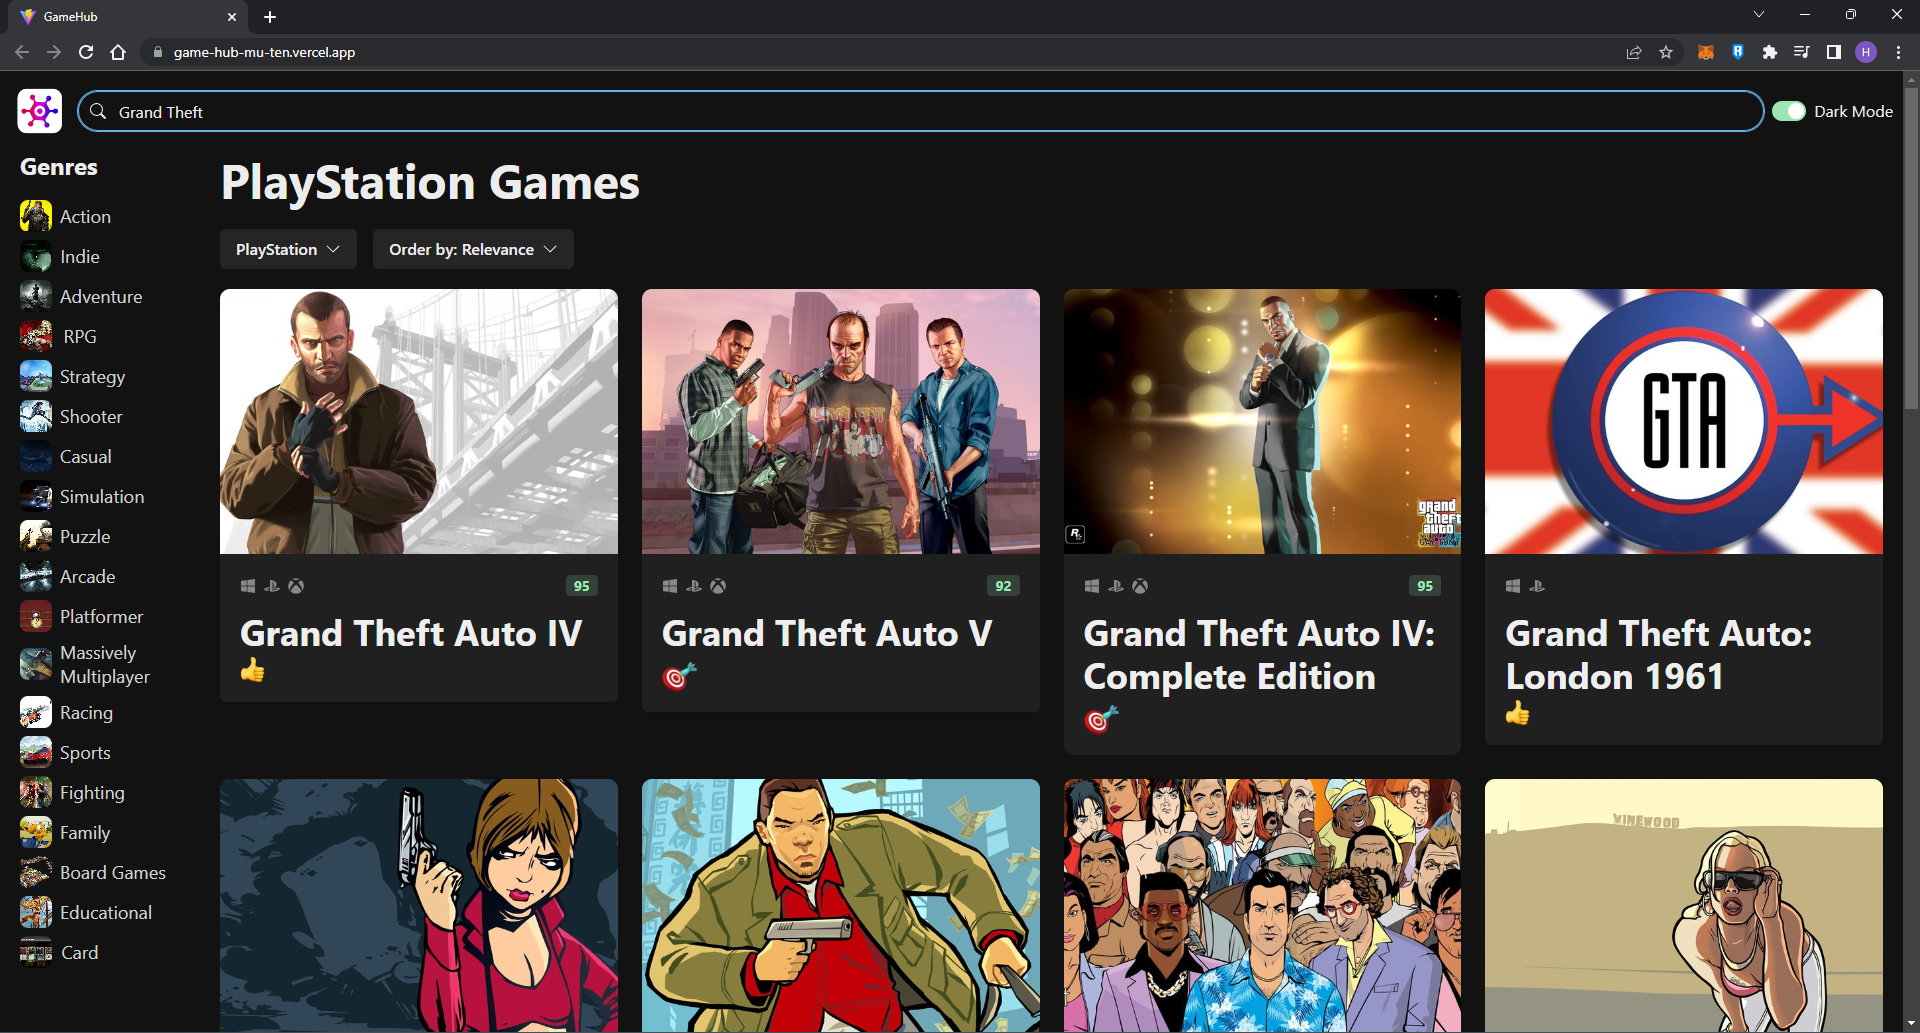 GameHub
game-hub-mu-ten.vercel.app
H
Grand Theft
Dark Mode
Genres
Action
Indie
Adventure
RPG
Strategy
Shooter
Casual
Simulation
Puzzle
Arcade
Platformer
Massively
Multiplayer
Racing
Sports
Fighting
Family
Board Games
Educational
Card
PlayStation Games
PlayStation
Order by: Relevance
R
grand
theft
auto
GTA
95
Grand Theft Auto IV
92
Grand Theft Auto V
95
Grand Theft Auto IV:
Complete Edition
Grand Theft Auto:
London 1961
VINEWOOD